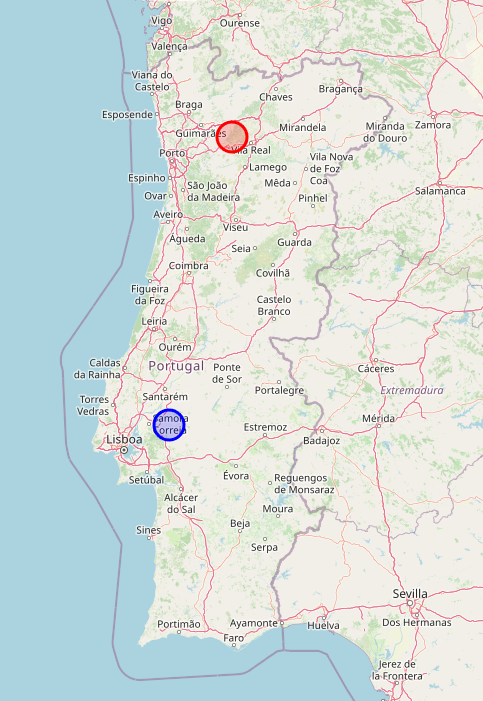 Vigo
Ourense
Valença
Viana do
Castelo
Chaves
Bragança
Braga
Esposende
Guimarães
Mirandela
Miranda
do Douro
Zamora
Porto
Vila Real
Lamego
Vila Nova
de Foz
Coa
Espinho
São João
da Madeira
Mêda
Salamanca
Ovar
Pinhel
Aveiro
Viseu
Águeda
Seia
Guarda
Coimbra
Covilhã
Figueira
da Foz
Castelo
Branco
Leiria
Ourém
Caldas
da Rainha
Portugal
Ponte
de Sor
Cáceres
Santarém
Portalegre
Extremadura
Torres
Vedras
Samora
Correia
Mérida
Lisboa
Estremoz
Badajoz
Setúbal
Évora
Reguengos
de Monsaraz
Alcácer
do Sal
Moura
Sines
Beja
Serpa
Sevilla
Portimão
Faro
Ayamonte
Huelva
Dos Hermanas
Jerez de
la Frontera